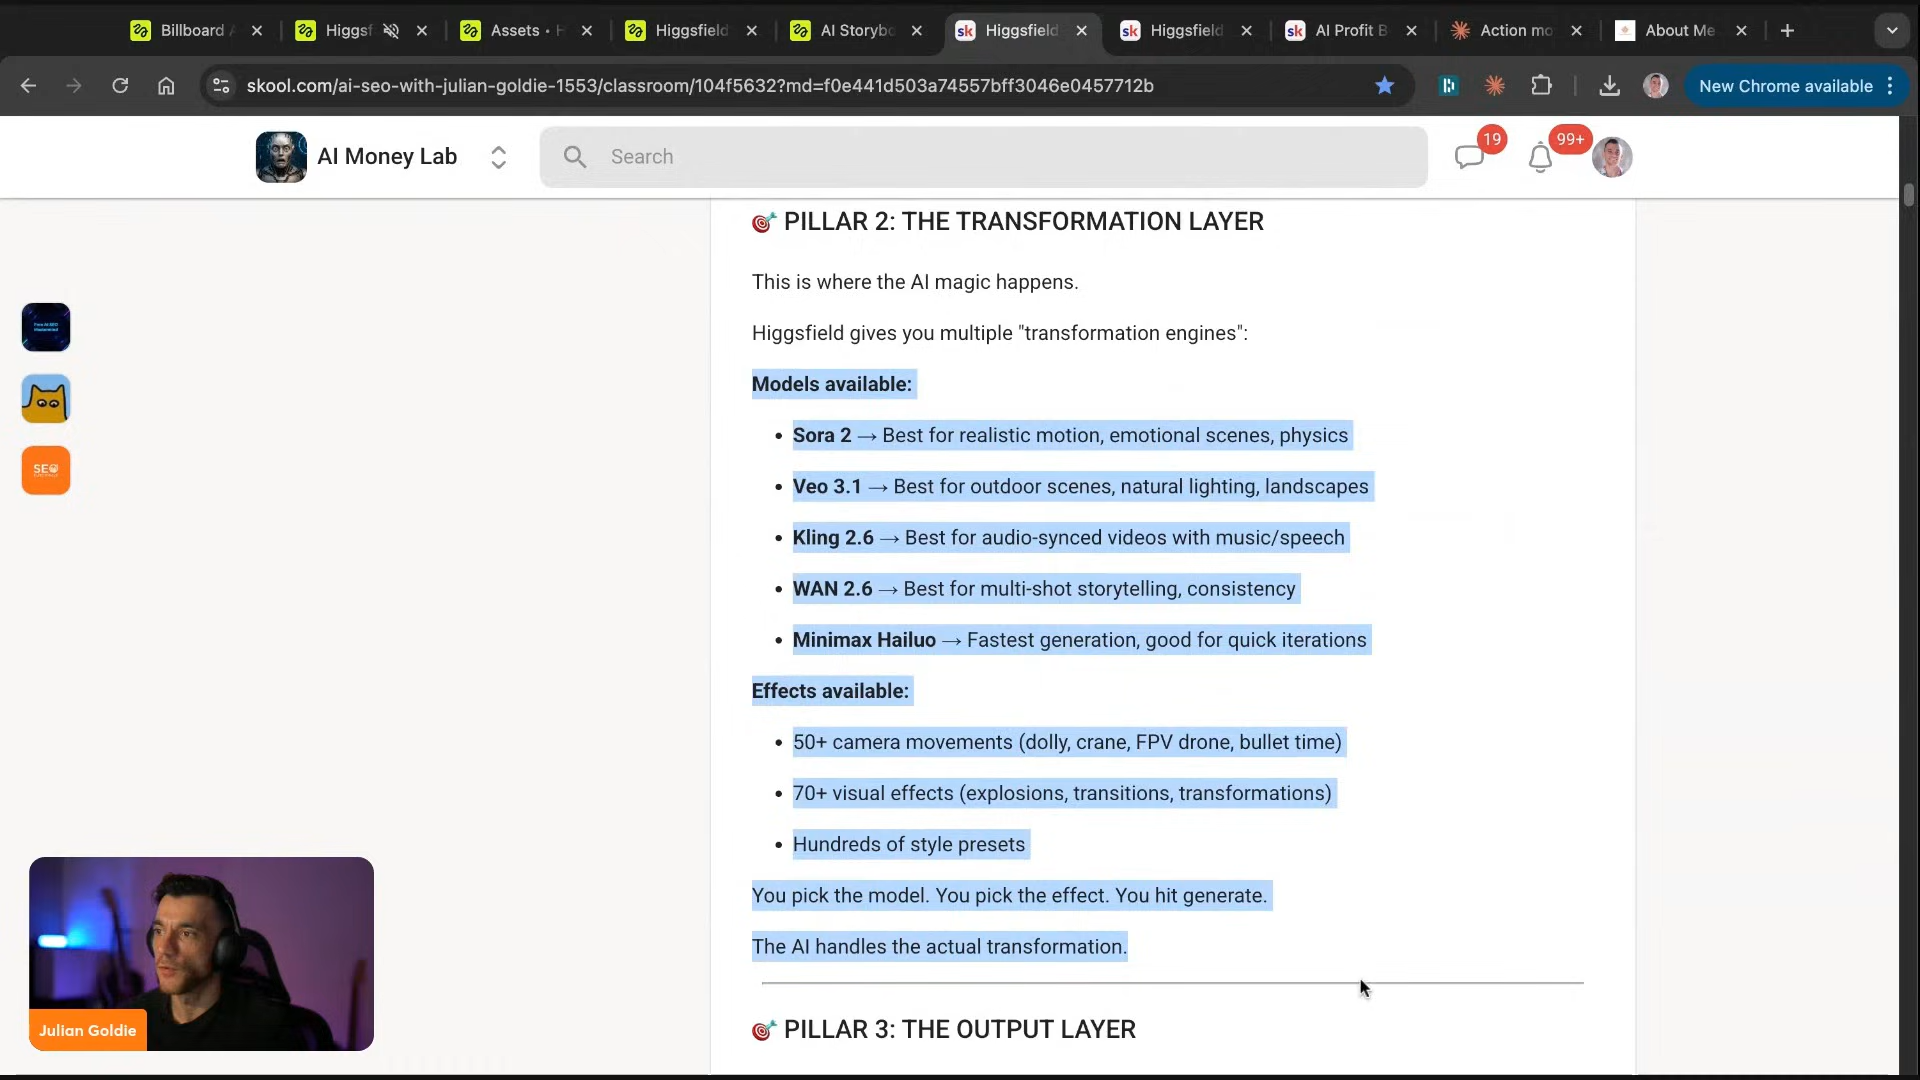 Billboard A
Higgsf
Assets • H
Higgsfield
AI Storybo
Higgsfield
Higgsfield
AI Profit B
Action mo
About Me
skool.com/ai-seo-with-julian-goldie-1553/classroom/104f5632?md=f0e441d503a74557bff3046e0457712b
New Chrome available
AI Money Lab
Search
19
99+
PILLAR 2: THE TRANSFORMATION LAYER
This is where the AI magic happens.
Higgsfield gives you multiple "transformation engines":
Models available:
• Sora 2 → Best for realistic motion, emotional scenes, physics
• Veo 3.1 → Best for outdoor scenes, natural lighting, landscapes
• Kling 2.6 → Best for audio-synced videos with music/speech
• WAN 2.6 → Best for multi-shot storytelling, consistency
• Minimax Hailuo → Fastest generation, good for quick iterations
Effects available:
• 50+ camera movements (dolly, crane, FPV drone, bullet time)
• 70+ visual effects (explosions, transitions, transformations)
• Hundreds of style presets
You pick the model. You pick the effect. You hit generate.
The AI handles the actual transformation.
PILLAR 3: THE OUTPUT LAYER
Julian Goldie